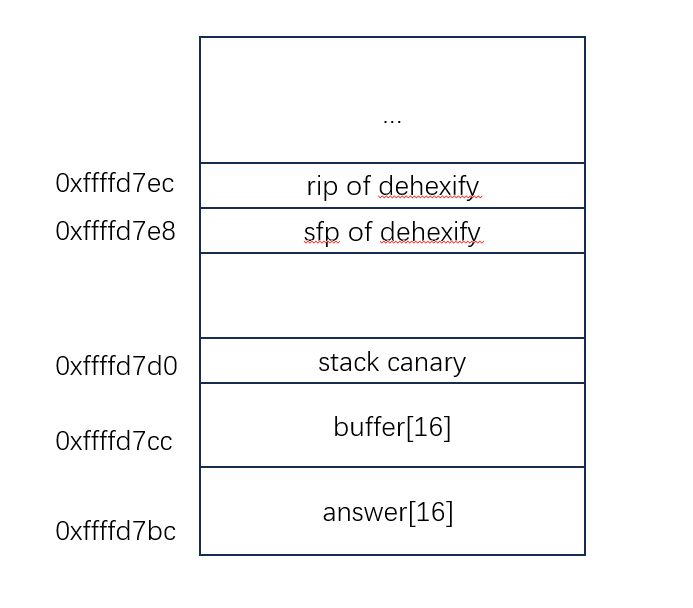 ...
0xffffd7ec rip of dehexify
0xffffd7e8 sfp of dehexify
0xffffd7d0 stack canary
0xffffd7cc buffer[16]
0xffffd7bc answer[16]